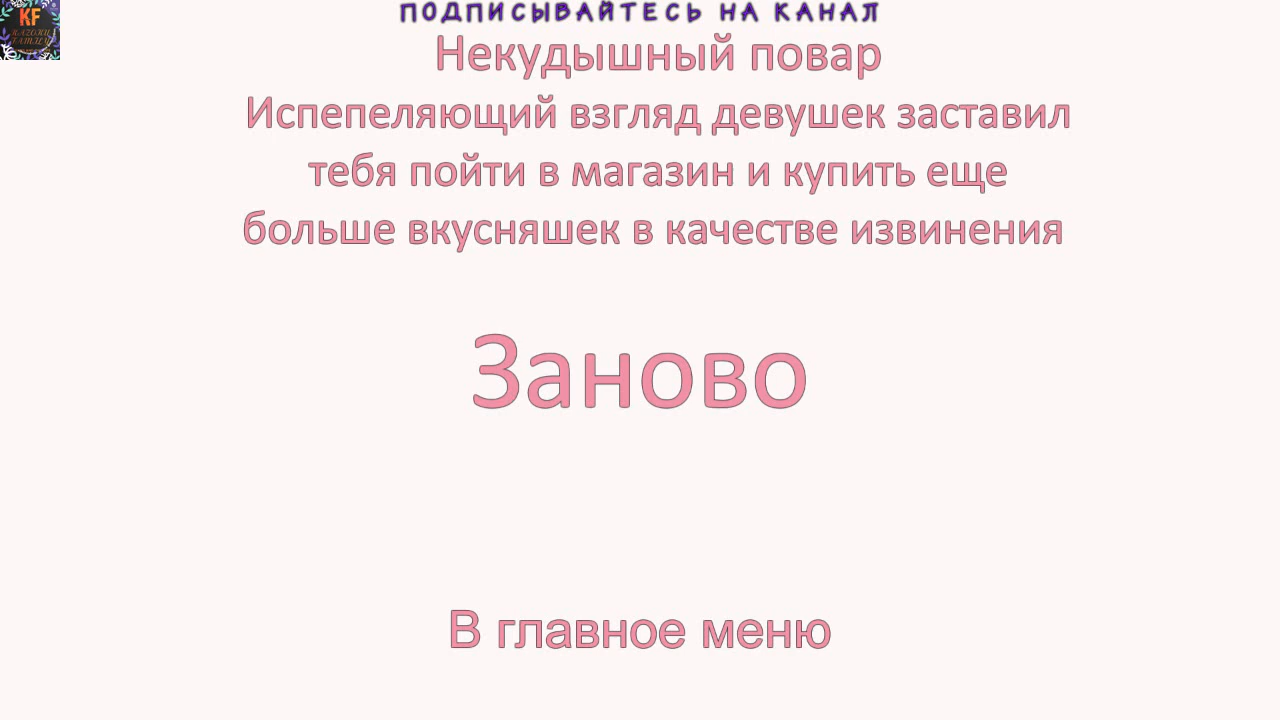 ПОДПИСЫВАЙТЕСЬ НА КАНАЛ
KF
Некудышный повар
Испепеляющий взгляд девушек заставил
тебя пойти в магазин и купить еще
больше вкусняшек в качестве извинения
Заново
В главное меню